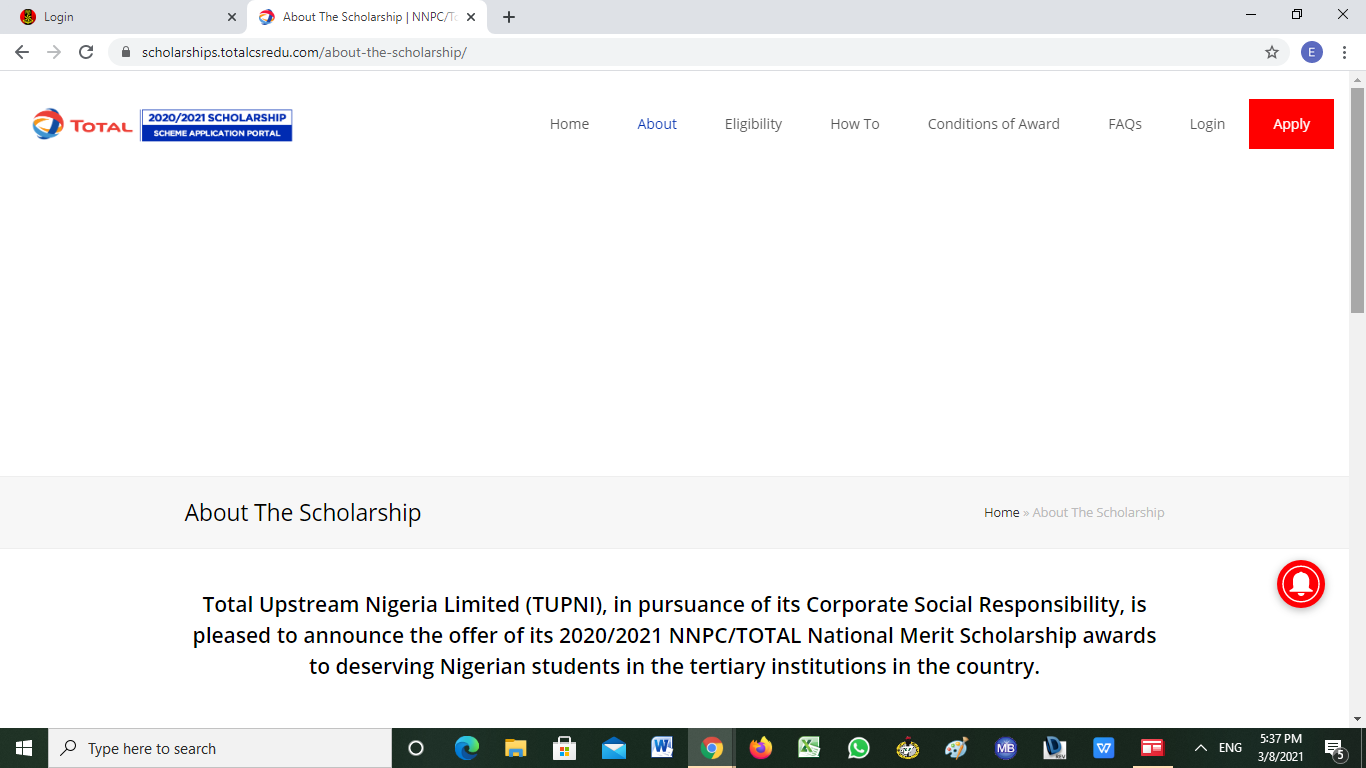 Login
About The Scholarship | NNPC/To
scholarships.totalcsredu.com/about-the-scholarship/
E
TOTAL
2020/2021 SCHOLARSHIP
SCHEME APPLICATION PORTAL
Home About Eligibility How To Conditions of Award FAQs Login Apply
About The Scholarship
Home » About The Scholarship
Total Upstream Nigeria Limited (TUPNI), in pursuance of its Corporate Social Responsibility, is
pleased to announce the offer of its 2020/2021 NNPC/TOTAL National Merit Scholarship awards
to deserving Nigerian students in the tertiary institutions in the country.
Type here to search
W
MB
W
ENG
5:37 PM
3/8/2021
5